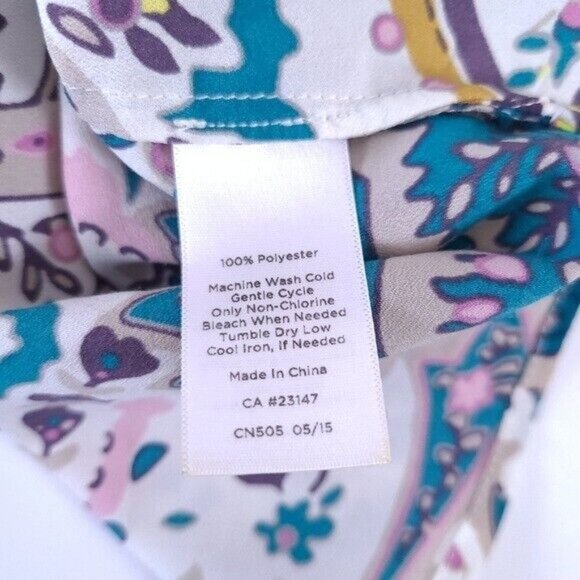 100% Polyester
Machine Wash Cold
Gentle Cycle
Only Non-Chlorine
Bleach When Needed
Tumble Dry Low
Cool Iron, If Needed
Made In China
CA #23147
CN505 05/15